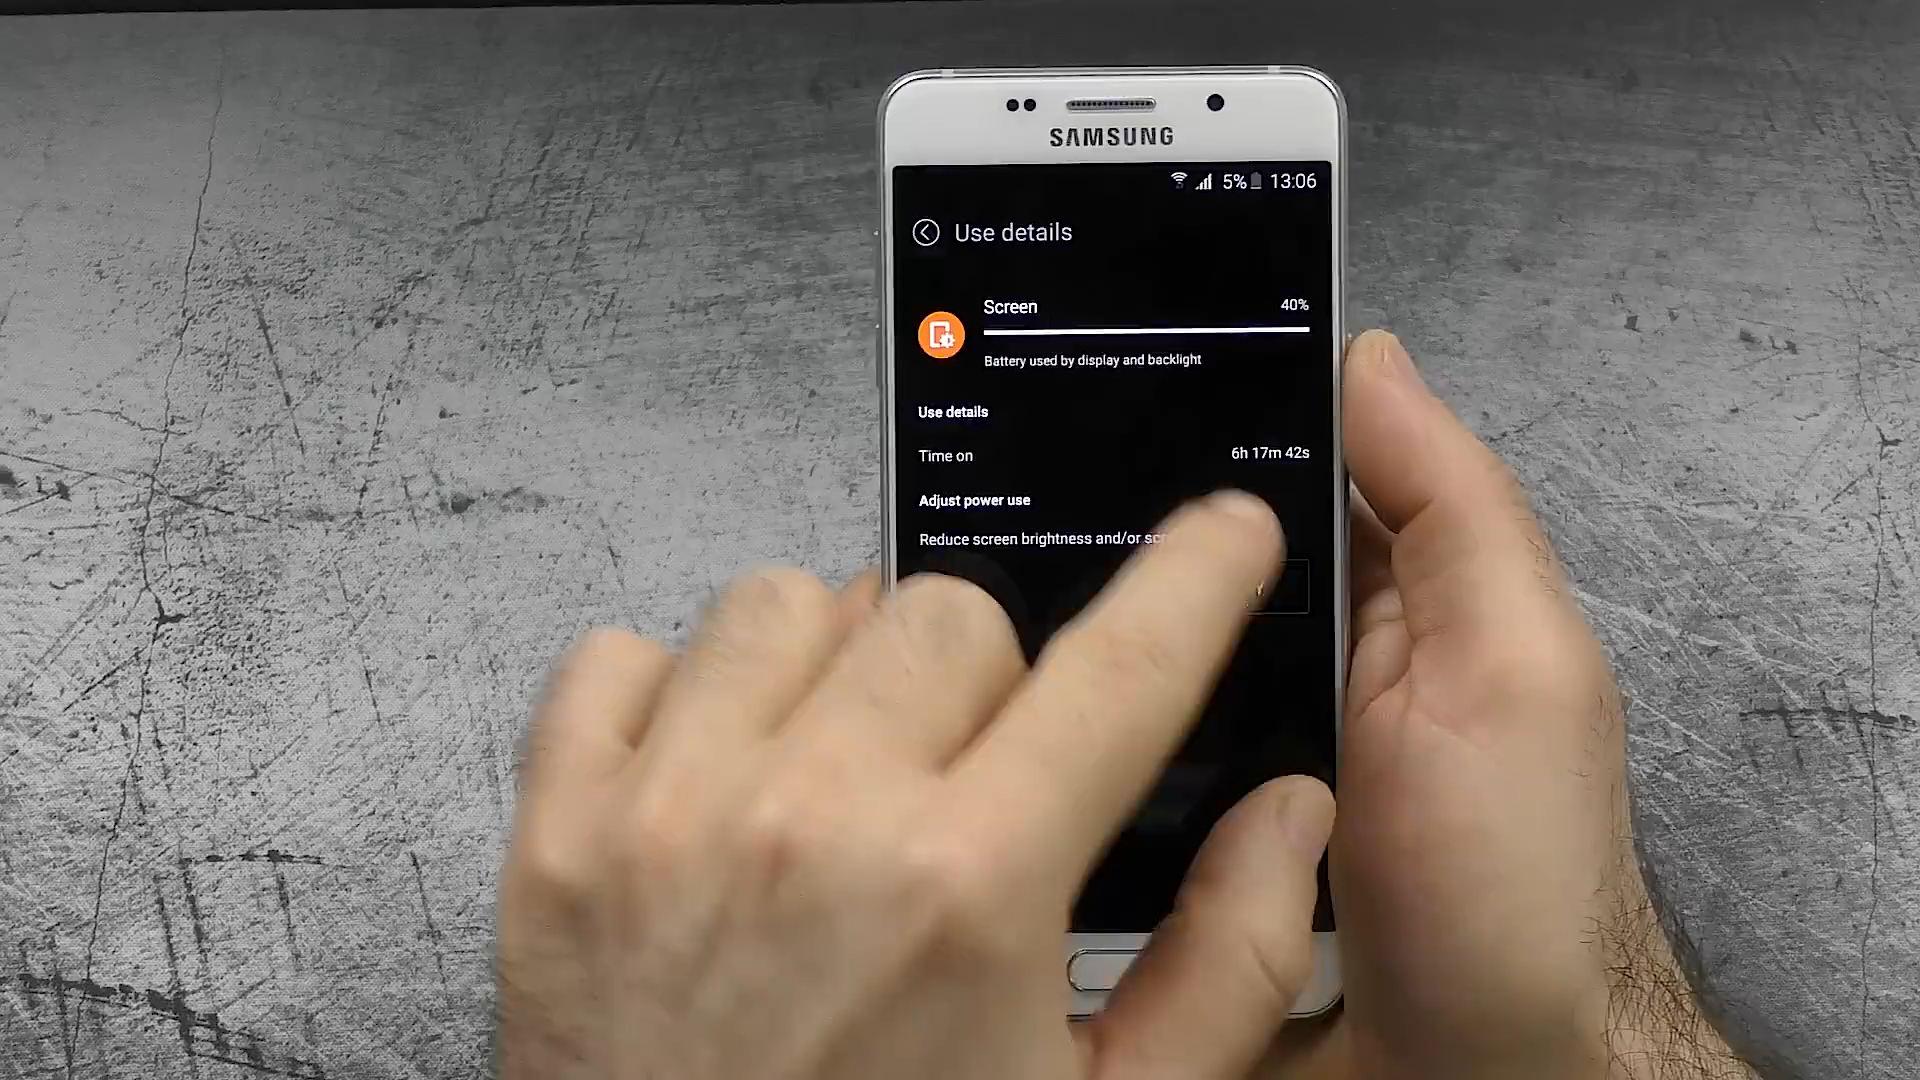 SAMSUNG
5% 13:06
Use details
Screen 40%
Battery used by display and backlight
Use details
Time on 6h 17m 42s
Adjust power use
Reduce screen brightness and/or